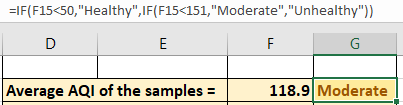 =IF(F15<50,"Healthy",IF(F15<151,"Moderate","Unhealthy"))
D E F G
Average AQI of the samples = 118.9 Moderate